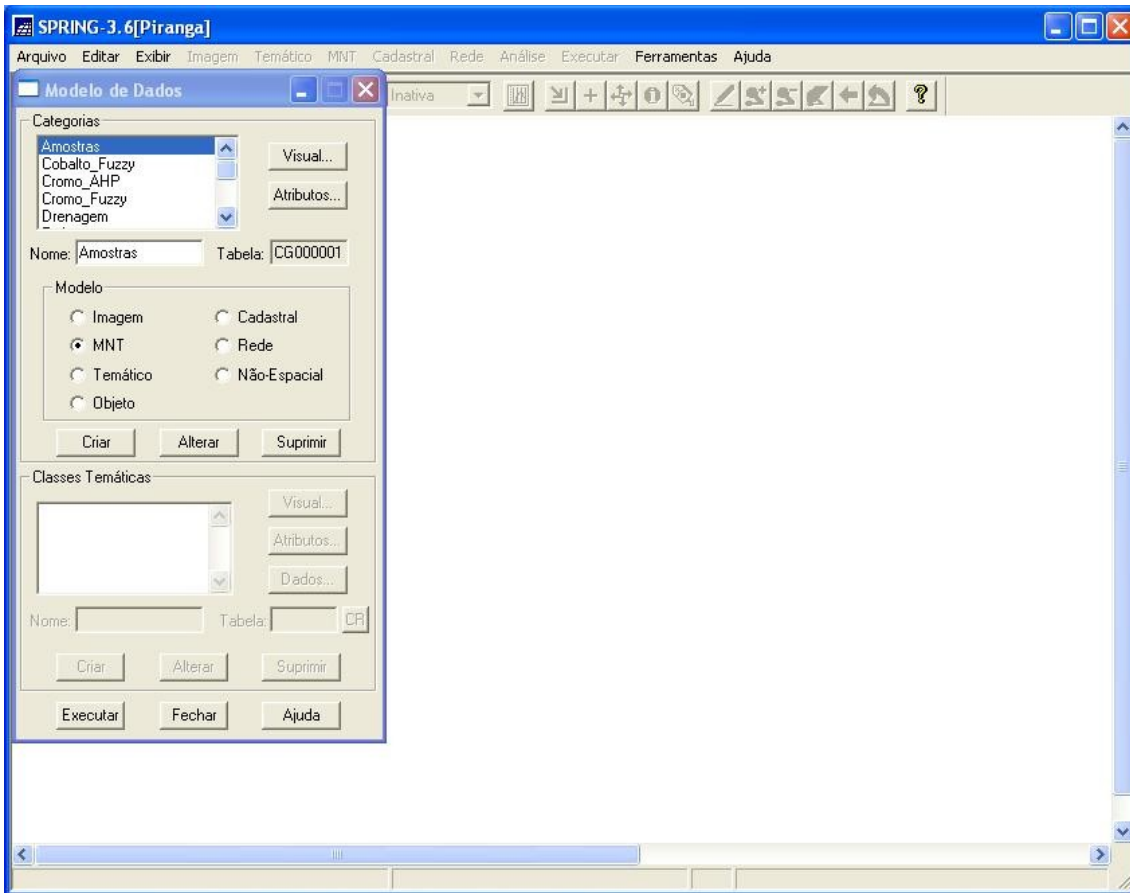 SPRING-3.6[Piranga]
Arquivo Editar Exibir Imagem Temático MNT Cadastral Rede Análise Executar Ferramentas Ajuda
Modelo de Dados
Inativa
Categorias
Amostras
Cobalto_Fuzzy
Cromo_AHP
Cromo_Fuzzy
Drenagem
Visual...
Atributos...
Nome: Amostras Tabela: CG000001
Modelo
Imagem Cadastral
MNT Rede
Temático Não-Espacial
Objeto
Criar Alterar Suprimir
Classes Temáticas
Visual...
Atributos...
Dados...
Nome: Tabela: CR
Criar Alterar Suprimir
Executar Fechar Ajuda